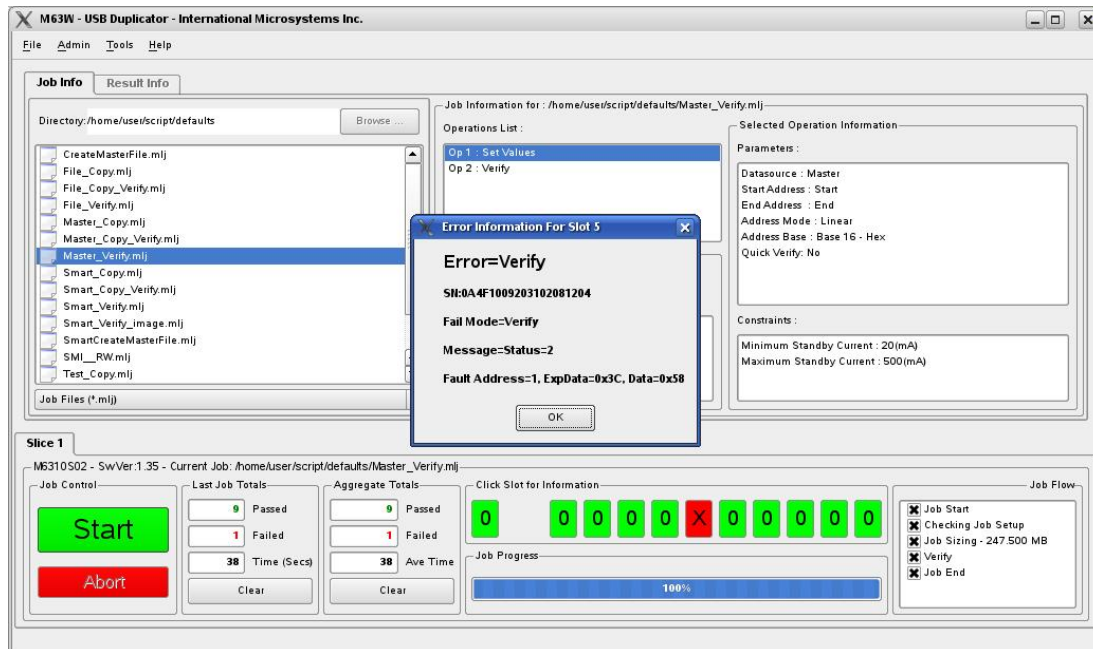 M63W - USB Duplicator - International Microsystems Inc.
File Admin Tools Help
Job Info Result Info
Directory:/home/user/script/defaults Browse ...
CreateMasterFile.mlj
File_Copy.mlj
File_Copy_Verify.mlj
File_Verify.mlj
Master_Copy.mlj
Master_Copy_Verify.mlj
Master_Verify.mlj
Smart_Copy.mlj
Smart_Copy_Verify.mlj
Smart_Verify.mlj
Smart_Verify_image.mlj
SmartCreateMasterFile.mlj
SMI__RW.mlj
Test_Copy.mlj
Job Files (*.mlj)
Job Information for : /home/user/script/defaults/Master_Verify.mlj
Operations List :
Op 1 : Set Values
Op 2 : Verify
Selected Operation Information
Parameters :
Datasource : Master
Start Address : Start
End Address : End
Address Mode : Linear
Address Base : Base 16 - Hex
Quick Verify: No
Constraints :
Minimum Standby Current : 20(mA)
Maximum Standby Current : 500(mA)
Error Information For Slot 5
Error=Verify
SN:0A4F1009203102081204
Fail Mode=Verify
Message=Status=2
Fault Address=1, ExpData=0x3C, Data=0x58
OK
Slice 1
M6310S02 - SwVer:1.35 - Current Job: /home/user/script/defaults/Master_Verify.mlj
Job Control
Start
Abort
Last Job Totals
9 Passed
1 Failed
38 Time (Secs)
Clear
Aggregate Totals
9 Passed
1 Failed
38 Ave Time
Clear
Click Slot for Information
0 0 0 0 0 X 0 0 0 0 0
Job Progress
100%
Job Flow
Job Start
Checking Job Setup
Job Sizing - 247.500 MB
Verify
Job End